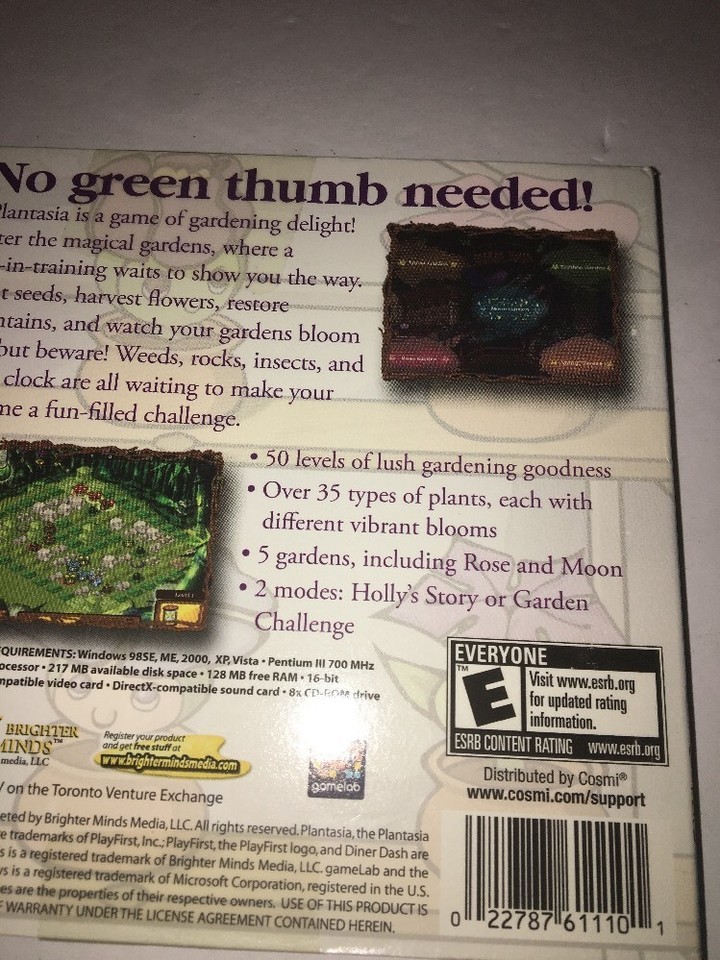 No green thumb needed!
Plantasia is a game of gardening delight!
ter the magical gardens, where a
-in-training waits to show you the way.
t seeds, harvest flowers, restore
ntains, and watch your gardens bloom
but beware! Weeds, rocks, insects, and
clock are all waiting to make your
me a fun-filled challenge.
• 50 levels of lush gardening goodness
• Over 35 types of plants, each with
different vibrant blooms
• 5 gardens, including Rose and Moon
• 2 modes: Holly's Story or Garden
Challenge
EQUIREMENTS: Windows 98SE, ME, 2000, XP, Vista • Pentium III 700 MHz
ocessor • 217 MB available disk space • 128 MB free RAM • 16-bit
mpatible video card • DirectX-compatible sound card • 8x CD-ROM drive
EVERYONE
E
TM
Visit www.esrb.org
for updated rating
information.
ESRB CONTENT RATING www.esrb.org
BRIGHTER
MINDS™
media, LLC
Register your product
and get free stuff at
www.brightermindsmedia.com
gamelab
Distributed by Cosmi®
www.cosmi.com/support
/ on the Toronto Venture Exchange
eted by Brighter Minds Media, LLC. All rights reserved. Plantasia, the Plantasia
e trademarks of PlayFirst, Inc.; PlayFirst, the PlayFirst logo, and Diner Dash are
s is a registered trademark of Brighter Minds Media, LLC. gameLab and the
ws is a registered trademark of Microsoft Corporation, registered in the U.S.
es are the properties of their respective owners. USE OF THIS PRODUCT IS
F WARRANTY UNDER THE LICENSE AGREEMENT CONTAINED HEREIN.
0 22787 61110 1